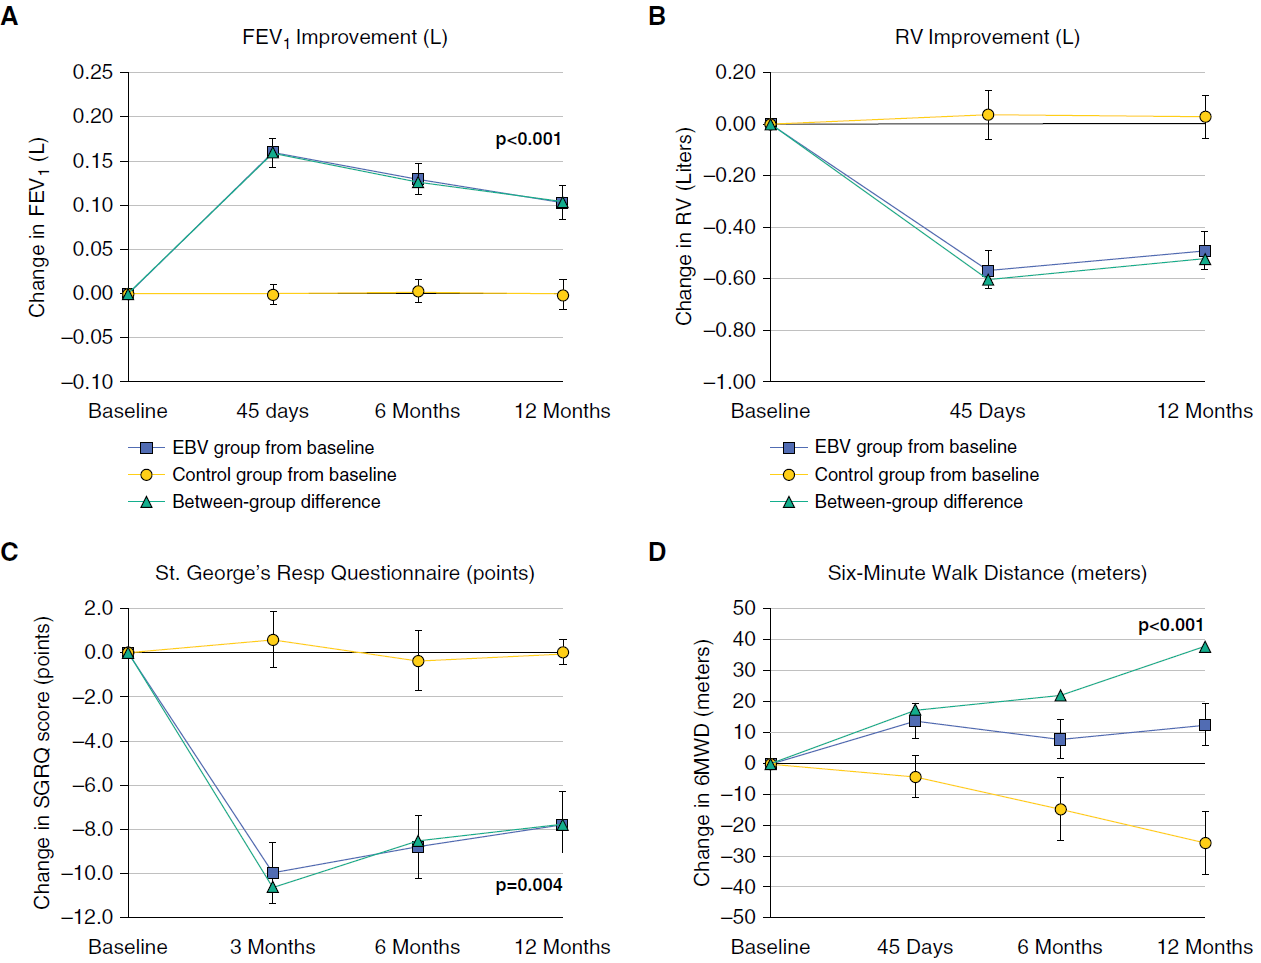 A
FEV1 Improvement (L)
Change in FEV1 (L)
0.25
0.20
0.15
0.10
0.05
0.00
–0.05
–0.10
p<0.001
Baseline 45 days 6 Months 12 Months
EBV group from baseline
Control group from baseline
Between-group difference
B
RV Improvement (L)
Change in RV (Liters)
0.20
0.00
–0.20
–0.40
–0.60
–0.80
–1.00
Baseline 45 Days 12 Months
EBV group from baseline
Control group from baseline
Between-group difference
C
St. George’s Resp Questionnaire (points)
Change in SGRQ score (points)
2.0
0.0
–2.0
–4.0
–6.0
–8.0
–10.0
–12.0
p=0.004
Baseline 3 Months 6 Months 12 Months
D
Six-Minute Walk Distance (meters)
Change in 6MWD (meters)
50
40
30
20
10
0
–10
–20
–30
–40
–50
p<0.001
Baseline 45 Days 6 Months 12 Months